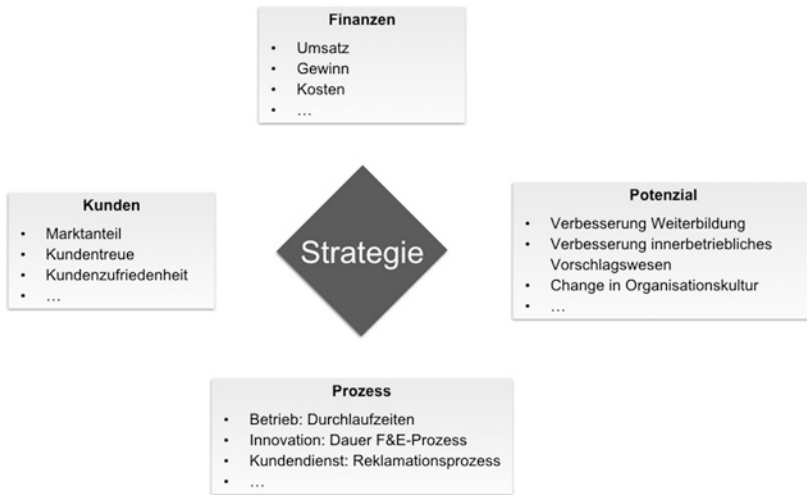 Finanzen
• Umsatz
• Gewinn
• Kosten
• ...
Kunden
• Marktanteil
• Kundentreue
• Kundenzufriedenheit
• ...
Strategie
Potenzial
• Verbesserung Weiterbildung
• Verbesserung innerbetriebliches
Vorschlagswesen
• Change in Organisationskultur
• ...
Prozess
• Betrieb: Durchlaufzeiten
• Innovation: Dauer F&E-Prozess
• Kundendienst: Reklamationsprozess
• ...